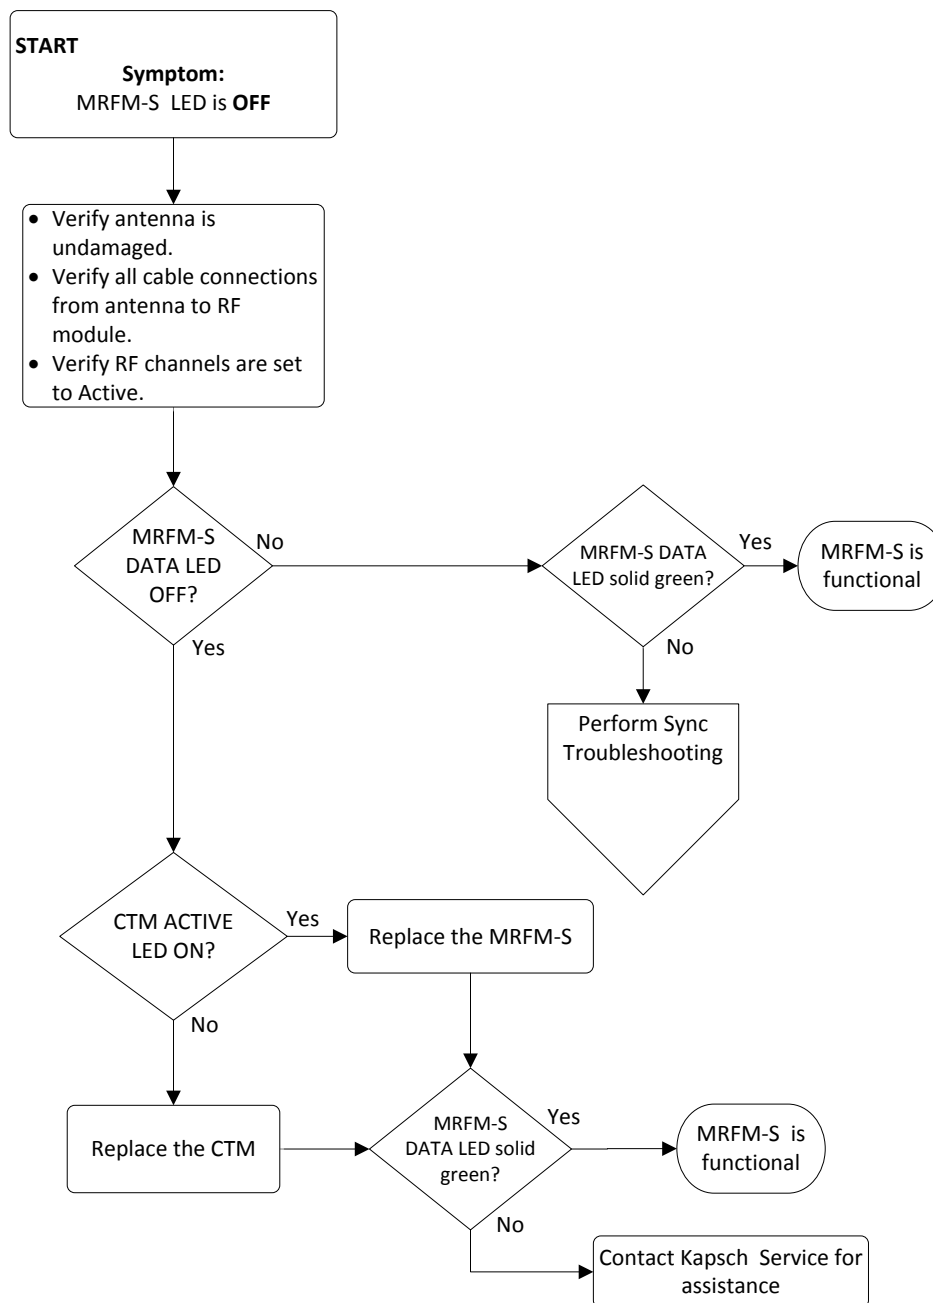 START
Symptom:
MRFM-S LED is OFF
• Verify antenna is
undamaged.
• Verify all cable connections
from antenna to RF
module.
• Verify RF channels are set
to Active.
MRFM-S
DATA LED
OFF?
No
Yes
MRFM-S DATA
LED solid green?
Yes
No
MRFM-S is
functional
Perform Sync
Troubleshooting
CTM ACTIVE
LED ON?
Yes
No
Replace the MRFM-S
Replace the CTM
MRFM-S
DATA LED solid
green?
Yes
No
MRFM-S is
functional
Contact Kapsch Service for
assistance